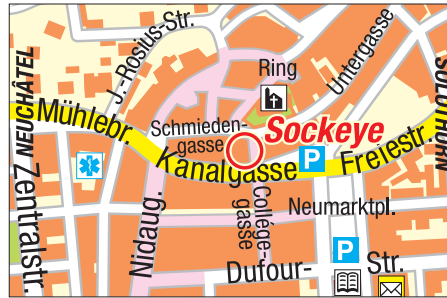 J.-Rosius-Str.
Untergasse
Ring
NEUCHÂTEL
SOLOTHURN
Mühlebr.
Schmieden-
gasse
Sockeye
Kanalgasse
P
Freiestr.
Zentralstr.
Nidaug.
Collège-
gasse
Neumarktpl.
P
Dufour-
Str.